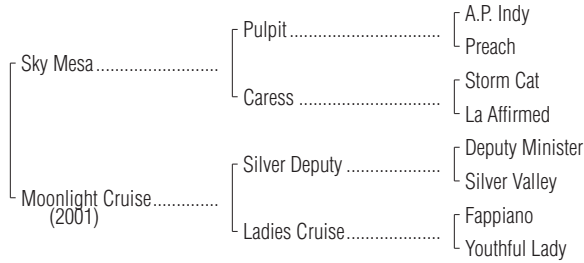 A.P. Indy
Pulpit
Preach
Sky Mesa
Storm Cat
Caress
La Affirmed
Deputy Minister
Silver Deputy
Silver Valley
Moonlight Cruise
(2001)
Fappiano
Ladies Cruise
Youthful Lady